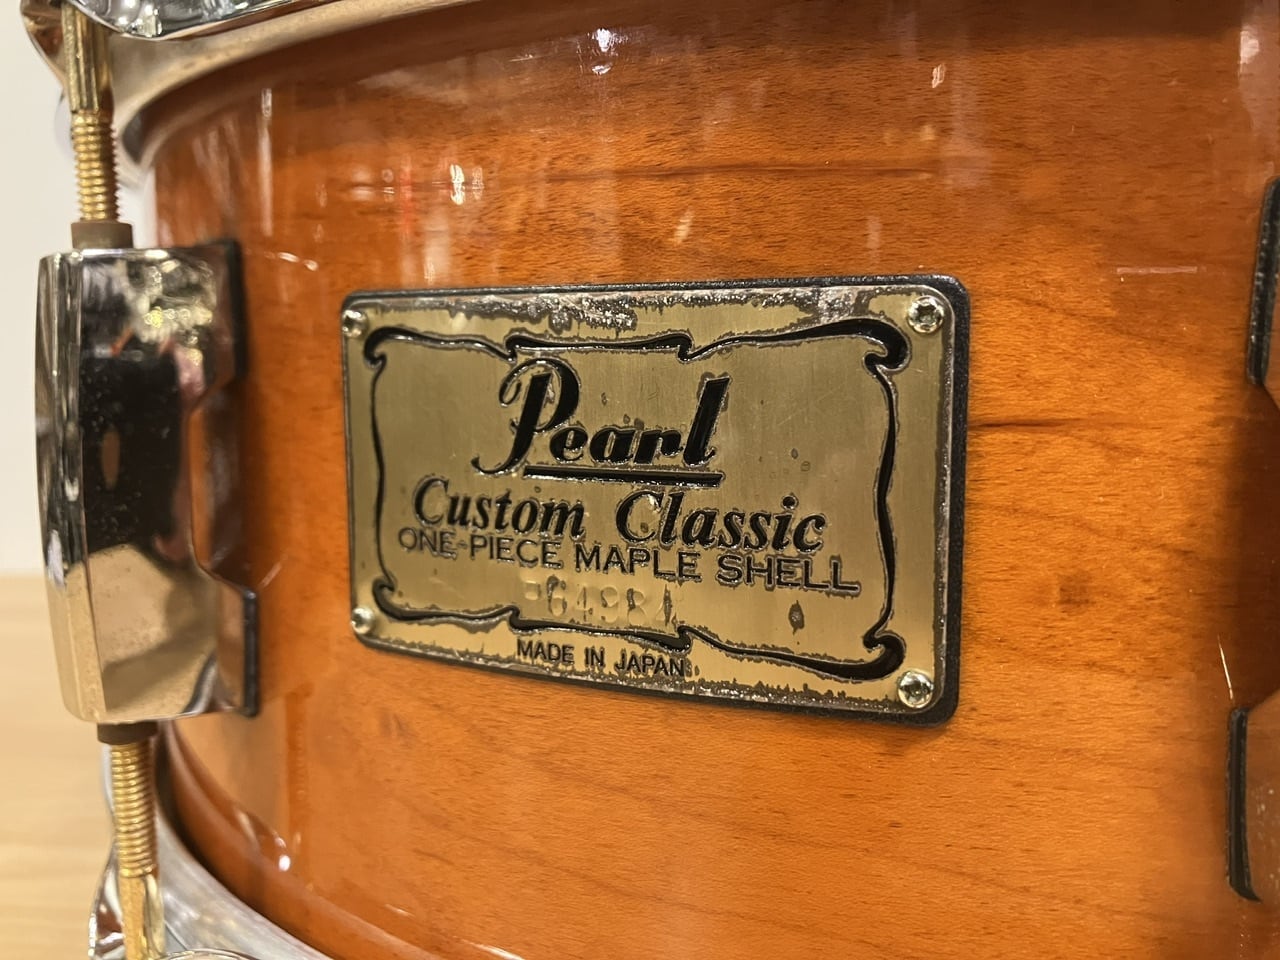 Pearl
Custom Classic
ONE-PIECE MAPLE SHELL
MADE IN JAPAN